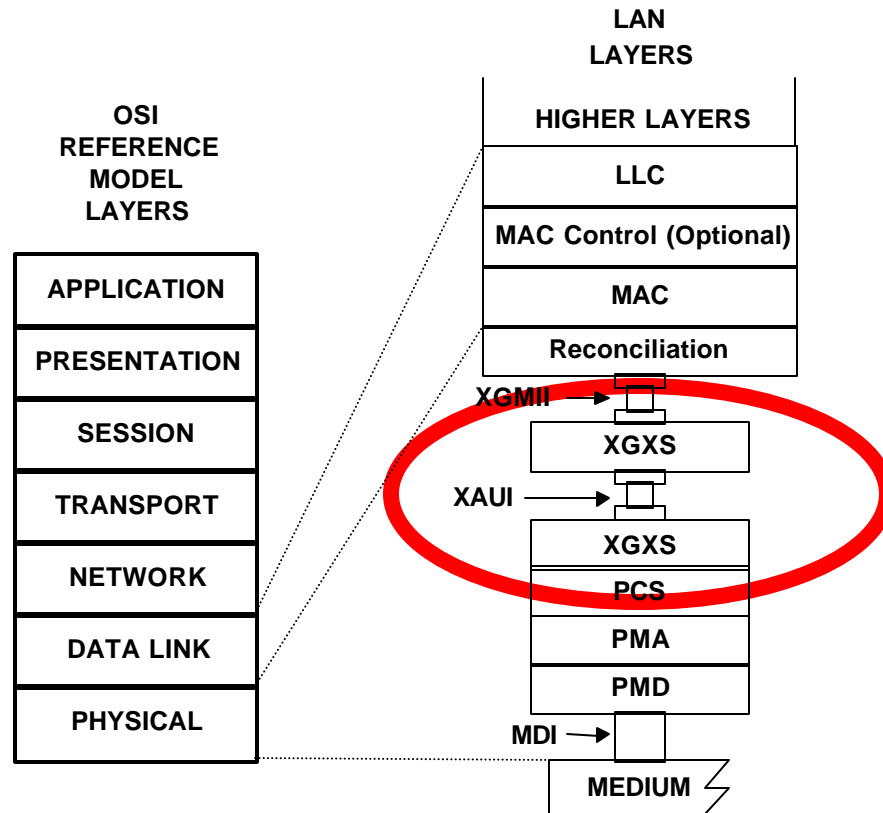 OSI
REFERENCE
MODEL
LAYERS
APPLICATION
PRESENTATION
SESSION
TRANSPORT
NETWORK
DATA LINK
PHYSICAL
LAN
LAYERS
HIGHER LAYERS
LLC
MAC Control (Optional)
MAC
Reconciliation
XGMII
XGXS
XAUI
XGXS
PCS
PMA
PMD
MDI
MEDIUM